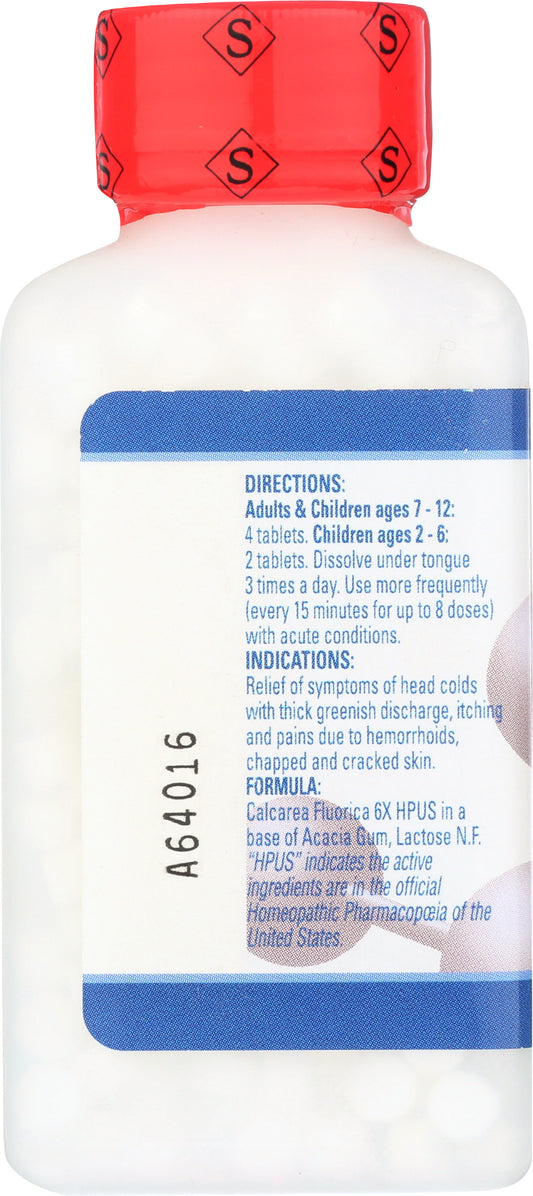 S S S
S S S
DIRECTIONS:
Adults & Children ages 7 - 12:
4 tablets. Children ages 2 - 6:
2 tablets. Dissolve under tongue
3 times a day. Use more frequently
(every 15 minutes for up to 8 doses)
with acute conditions.
INDICATIONS:
Relief of symptoms of head colds
with thick greenish discharge, itching
and pains due to hemorrhoids,
chapped and cracked skin.
FORMULA:
Calcarea Fluorica 6X HPUS in a
base of Acacia Gum, Lactose N.F.
"HPUS" indicates the active
ingredients are in the official
Homeopathic Pharmacopœia of the
United States.
A64016